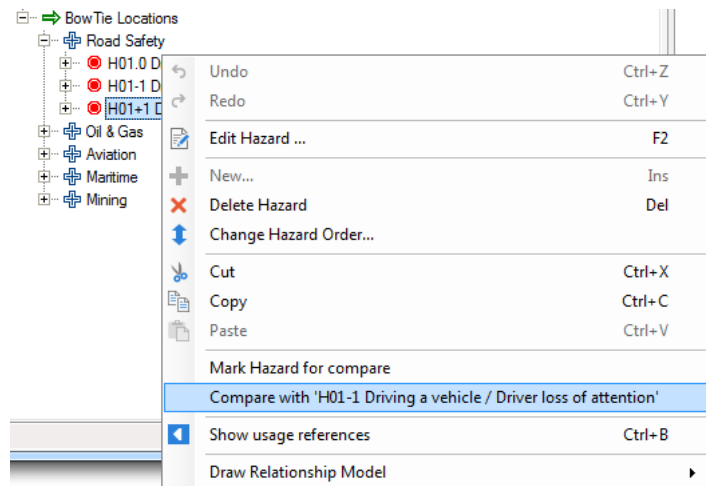 BowTie Locations
Road Safety
H01.0 D
H01-1 D
H01+1 D
Oil & Gas
Aviation
Maritime
Mining
Undo Ctrl+Z
Redo Ctrl+Y
Edit Hazard ... F2
New... Ins
Delete Hazard Del
Change Hazard Order...
Cut Ctrl+X
Copy Ctrl+C
Paste Ctrl+V
Mark Hazard for compare
Compare with 'H01-1 Driving a vehicle / Driver loss of attention'
Show usage references Ctrl+B
Draw Relationship Model